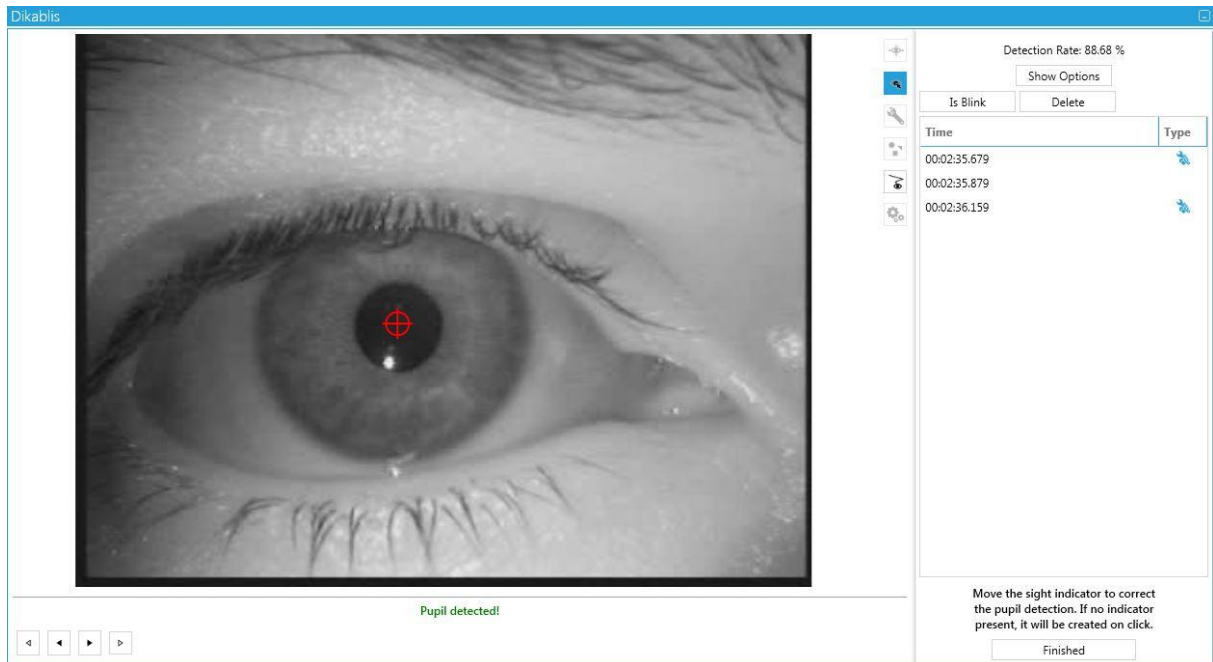 Dikablis
Detection Rate: 88.68 %
Show Options
Is Blink Delete
Time Type
00:02:35.679
00:02:35.879
00:02:36.159
Pupil detected!
Move the sight indicator to correct
the pupil detection. If no indicator
present, it will be created on click.
Finished